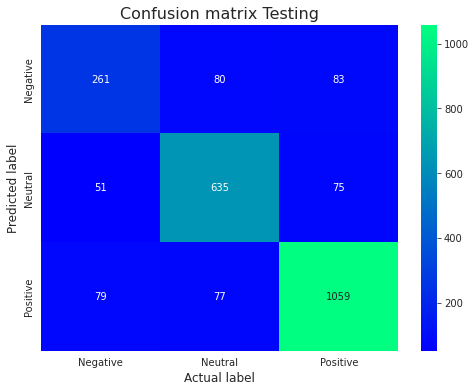 Confusion matrix Testing
Predicted label
Negative
261 80 83
Neutral
51 635 75
Positive
79 77 1059
Negative Neutral Positive
Actual label
1000
800
600
400
200